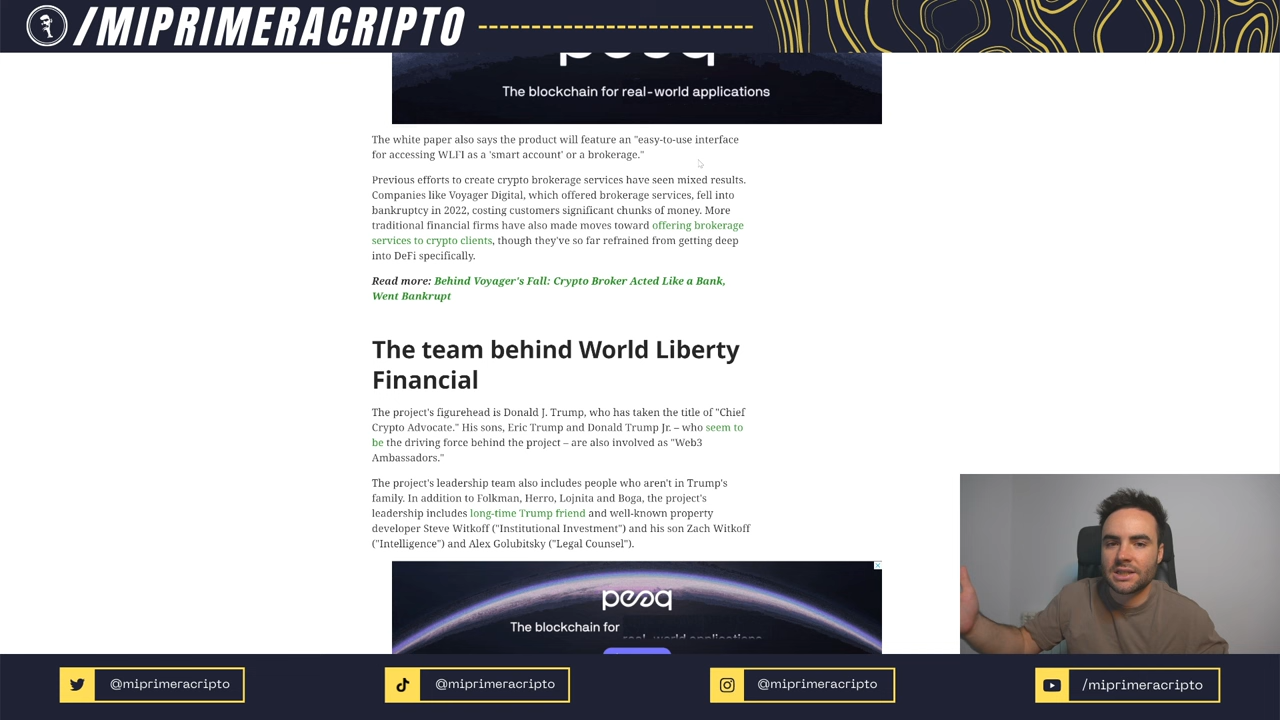 /MIPRIMERACRIPTO
The blockchain for real-world applications
The white paper also says the product will feature an "easy-to-use interface
for accessing WLFI as a 'smart account' or a brokerage."
Previous efforts to create crypto brokerage services have seen mixed results.
Companies like Voyager Digital, which offered brokerage services, fell into
bankruptcy in 2022, costing customers significant chunks of money. More
traditional financial firms have also made moves toward offering brokerage
services to crypto clients, though they've so far refrained from getting deep
into DeFi specifically.
Read more: Behind Voyager's Fall: Crypto Broker Acted Like a Bank,
Went Bankrupt
The team behind World Liberty
Financial
The project's figurehead is Donald J. Trump, who has taken the title of "Chief
Crypto Advocate." His sons, Eric Trump and Donald Trump Jr. – who seem to
be the driving force behind the project – are also involved as "Web3
Ambassadors."
The project's leadership team also includes people who aren't in Trump's
family. In addition to Folkman, Herro, Lojnita and Boga, the project's
leadership includes long-time Trump friend and well-known property
developer Steve Witkoff ("Institutional Investment") and his son Zach Witkoff
("Intelligence") and Alex Golubitsky ("Legal Counsel").
peaq
The blockchain for real-world applications
@miprimeracripto
@miprimeracripto
@miprimeracripto
/miprimeracripto